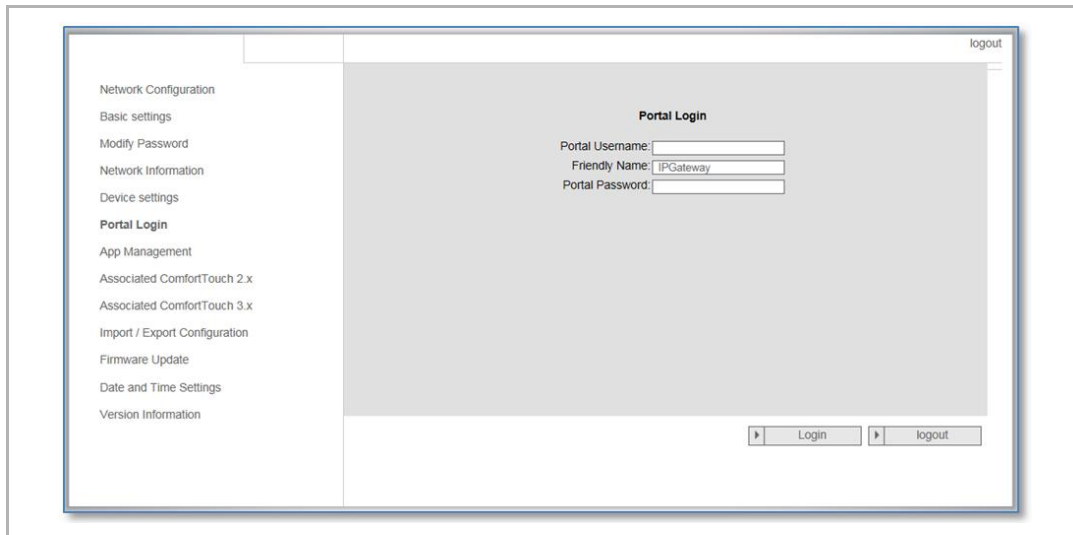 logout
Network Configuration
Basic settings
Modify Password
Network Information
Device settings
Portal Login
App Management
Associated ComfortTouch 2.x
Associated ComfortTouch 3.x
Import / Export Configuration
Firmware Update
Date and Time Settings
Version Information
Portal Login
Portal Username:
Friendly Name: IPGateway
Portal Password:
Login
logout